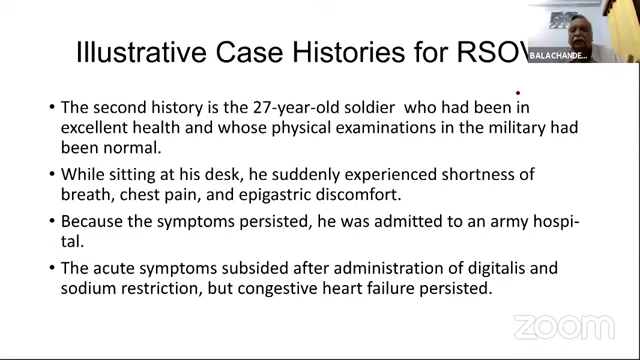 Illustrative Case Histories for RSOV
BALACHANDE...
• The second history is the 27-year-old soldier who had been in
excellent health and whose physical examinations in the military had
been normal.
• While sitting at his desk, he suddenly experienced shortness of
breath, chest pain, and epigastric discomfort.
• Because the symptoms persisted, he was admitted to an army hospi-
tal.
• The acute symptoms subsided after administration of digitalis and
sodium restriction, but congestive heart failure persisted.
zoom